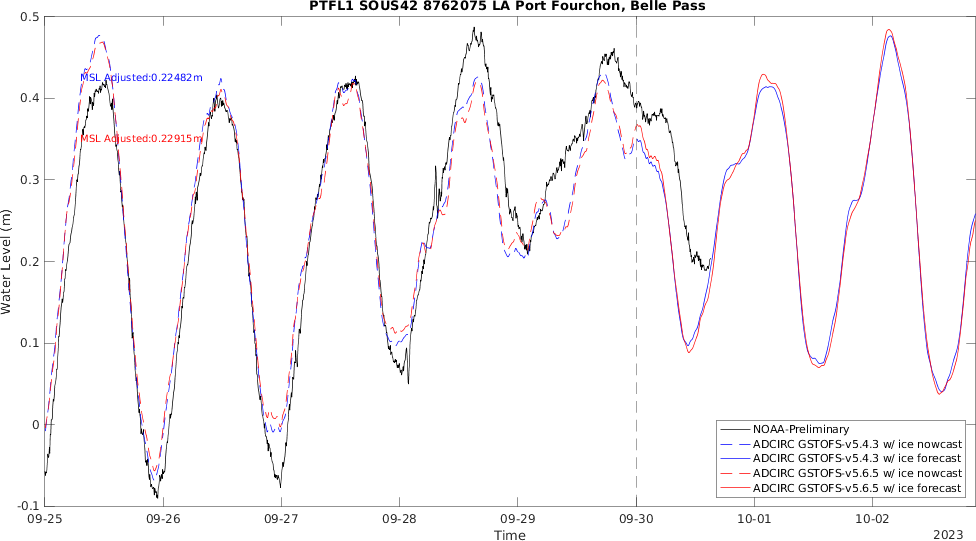 PTFL1 SOUS42 8762075 LA Port Fourchon, Belle Pass
0.5
MSL Adjusted:0.22482m
0.4
MSL Adjusted:0.22915m
0.3
Water Level (m)
0.2
0.1
0
-0.1
NOAA-Preliminary
ADCIRC GSTOFS-v5.4.3 w/ ice nowcast
ADCIRC GSTOFS-v5.4.3 w/ ice forecast
ADCIRC GSTOFS-v5.6.5 w/ ice nowcast
ADCIRC GSTOFS-v5.6.5 w/ ice forecast
09-25 09-26 09-27 09-28 09-29 09-30 10-01 10-02
Time
2023